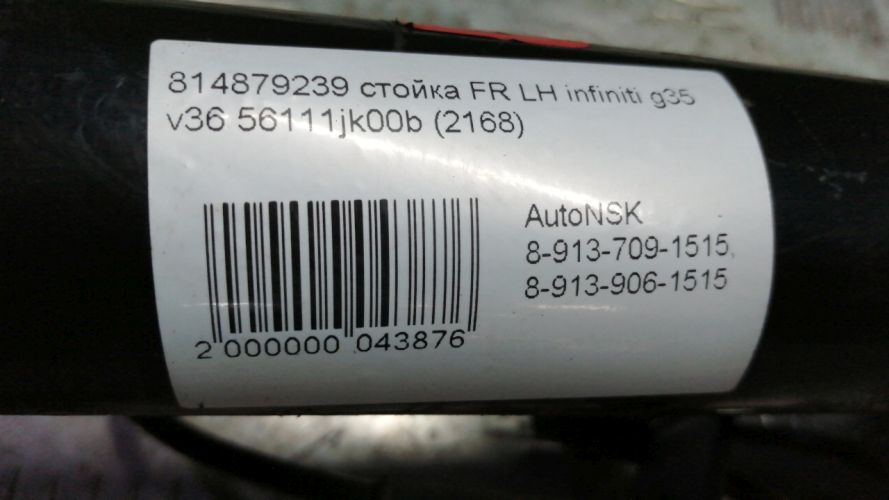 814879239 стойка FR LH infiniti g35
v36 56111jk00b (2168)
AutoNSK
8-913-709-1515,
8-913-906-1515
2 000000 043876